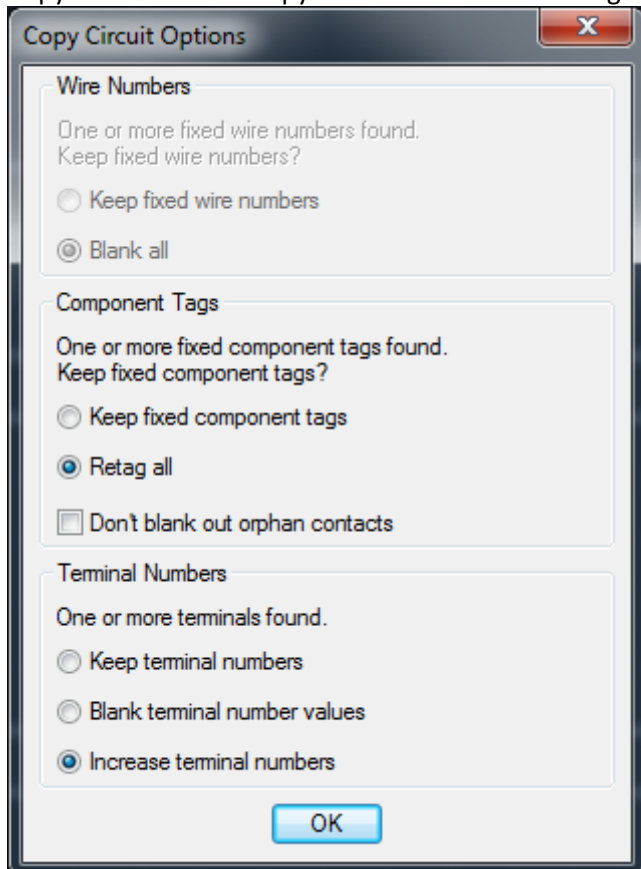 Copy Circuit Options
Wire Numbers
One or more fixed wire numbers found.
Keep fixed wire numbers?
Keep fixed wire numbers
Blank all
Component Tags
One or more fixed component tags found.
Keep fixed component tags?
Keep fixed component tags
Retag all
Don't blank out orphan contacts
Terminal Numbers
One or more terminals found.
Keep terminal numbers
Blank terminal number values
Increase terminal numbers
OK